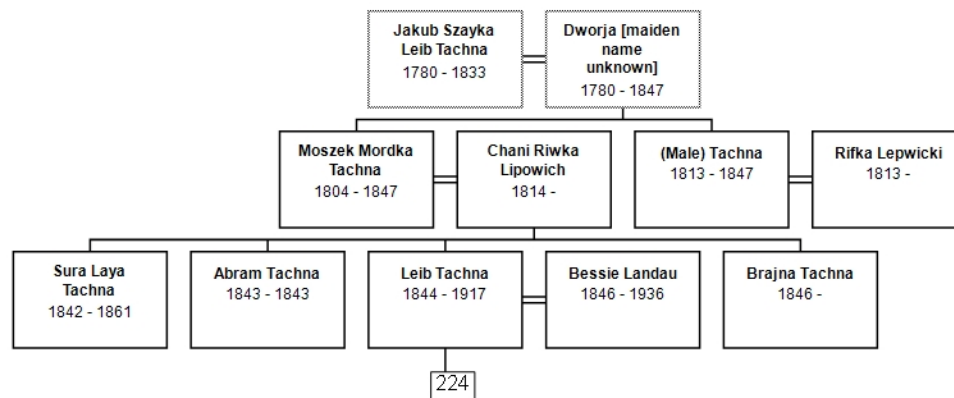 Jakub Szayka
Leib Tachna
1780 - 1833
Dworja [maiden
name
unknown]
1780 - 1847
Moszek Mordka
Tachna
1804 - 1847
Chani Riwka
Lipowich
1814 -
(Male) Tachna
1813 - 1847
Rifka Lepwicki
1813 -
Sura Laya
Tachna
1842 - 1861
Abram Tachna
1843 - 1843
Leib Tachna
1844 - 1917
Bessie Landau
1846 - 1936
Brajna Tachna
1846 -
224